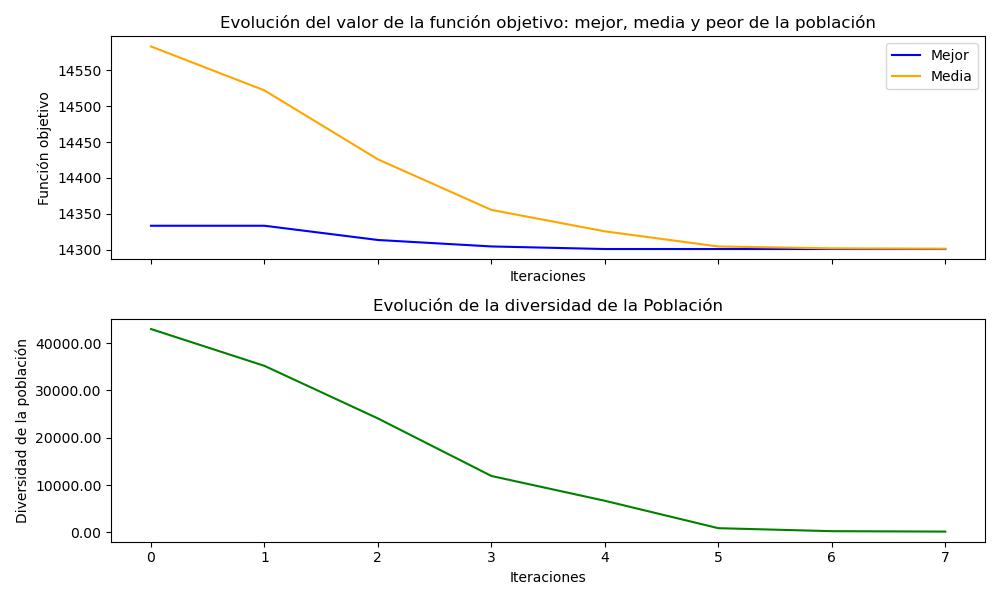 Evolución del valor de la función objetivo: mejor, media y peor de la población
Mejor
Media
Función objetivo
14550
14500
14450
14400
14350
14300
Iteraciones
Evolución de la diversidad de la Población
Diversidad de la población
40000.00
30000.00
20000.00
10000.00
0.00
0 1 2 3 4 5 6 7
Iteraciones